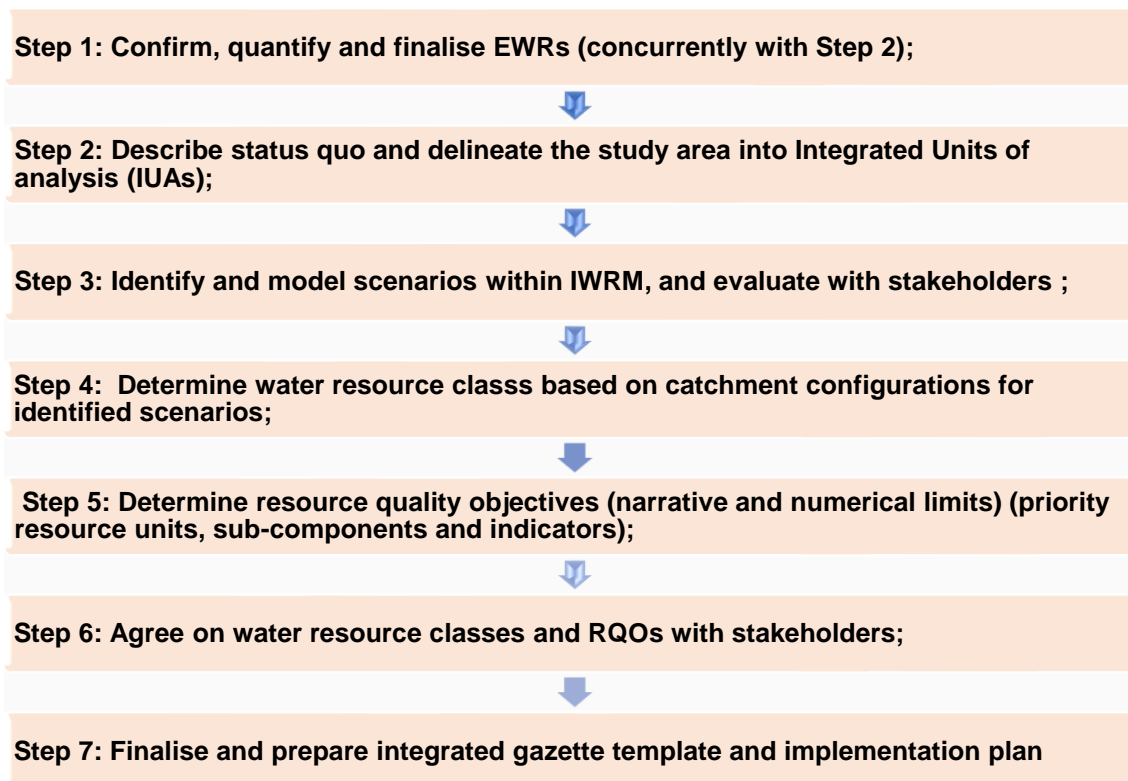 Step 1: Confirm, quantify and finalise EWRs (concurrently with Step 2);
Step 2: Describe status quo and delineate the study area into Integrated Units of
analysis (IUAs);
Step 3: Identify and model scenarios within IWRM, and evaluate with stakeholders ;
Step 4:  Determine water resource classs based on catchment configurations for
identified scenarios;
Step 5: Determine resource quality objectives (narrative and numerical limits) (priority
resource units, sub-components and indicators);
Step 6: Agree on water resource classes and RQOs with stakeholders;
Step 7: Finalise and prepare integrated gazette template and implementation plan